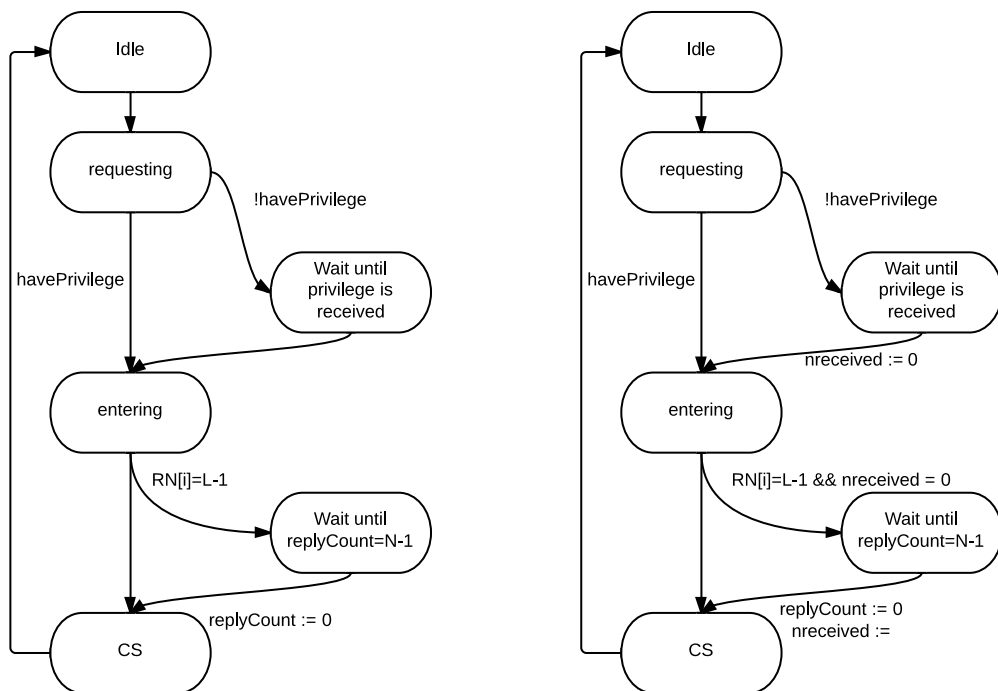 Idle
requesting
!havePrivilege
havePrivilege
Wait until
privilege is
received
entering
RN[i]=L-1
Wait until
replyCount=N-1
replyCount := 0
CS
Idle
requesting
!havePrivilege
havePrivilege
Wait until
privilege is
received
nreceived := 0
entering
RN[i]=L-1 && nreceived = 0
Wait until
replyCount=N-1
replyCount := 0
nreceived :=
CS